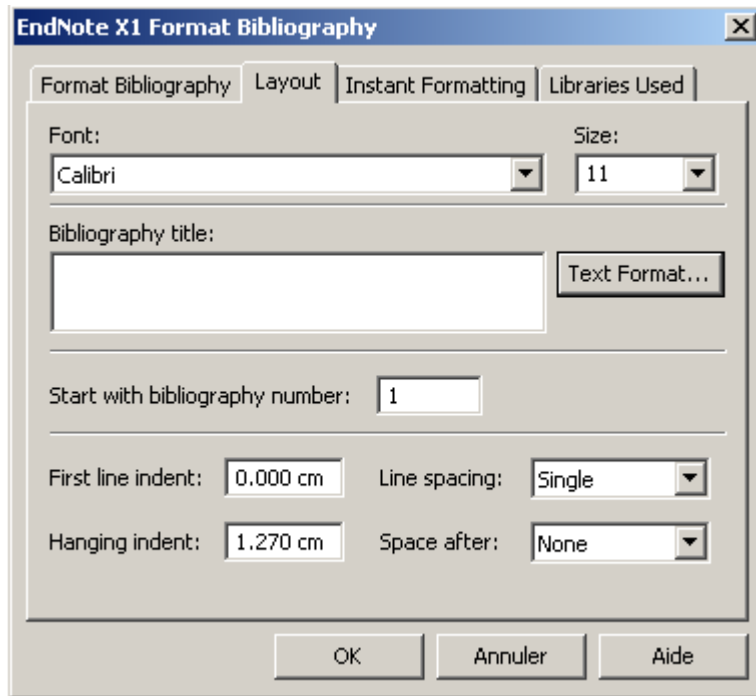 EndNote X1 Format Bibliography
Format Bibliography Layout Instant Formatting Libraries Used
Font: Size:
Calibri 11
Bibliography title:
Text Format...
Start with bibliography number: 1
First line indent: 0.000 cm Line spacing: Single
Hanging indent: 1.270 cm Space after: None
OK Annuler Aide